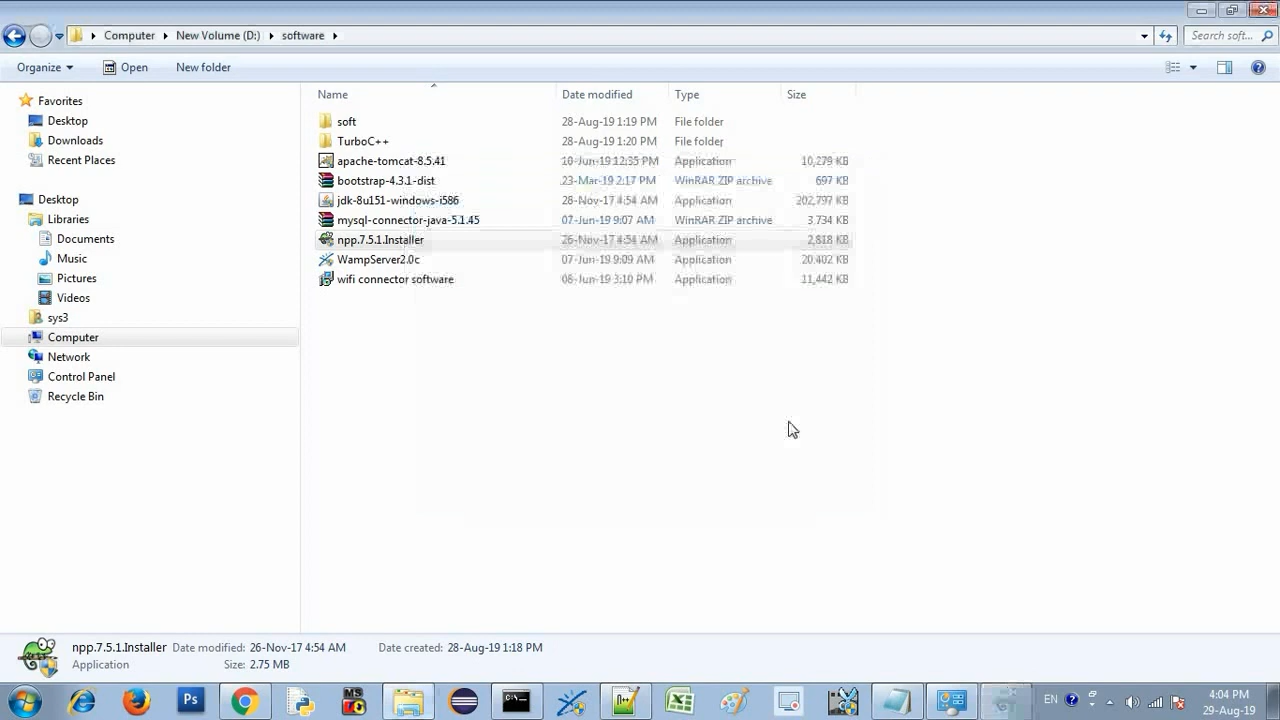 Computer New Volume (D:) software Search soft...
Organize Open New folder
Name Date modified Type Size
Favorites
Desktop
Downloads
Recent Places
Desktop
Libraries
Documents
Music
Pictures
Videos
sys3
Computer
Network
Control Panel
Recycle Bin
soft 28-Aug-19 1:19 PM File folder
TurboC++ 28-Aug-19 1:20 PM File folder
apache-tomcat-8.5.41 10-Jun-19 12:35 PM Application 10,279 KB
bootstrap-4.3.1-dist 23-Mar-19 2:17 PM WinRAR ZIP archive 697 KB
jdk-8u151-windows-i586 28-Nov-17 4:54 AM Application 202,797 KB
mysql-connector-java-5.1.45 07-Jun-19 9:07 AM WinRAR ZIP archive 3,734 KB
npp.7.5.1.Installer 26-Nov-17 4:54 AM Application 2,818 KB
WampServer2.0c 07-Jun-19 9:09 AM Application 20,402 KB
wifi connector software 08-Jun-19 3:10 PM Application 11,442 KB
npp.7.5.1.Installer Date modified: 26-Nov-17 4:54 AM Date created: 28-Aug-19 1:18 PM
Application Size: 2.75 MB
Ps
MS
EN
4:04 PM
29-Aug-19